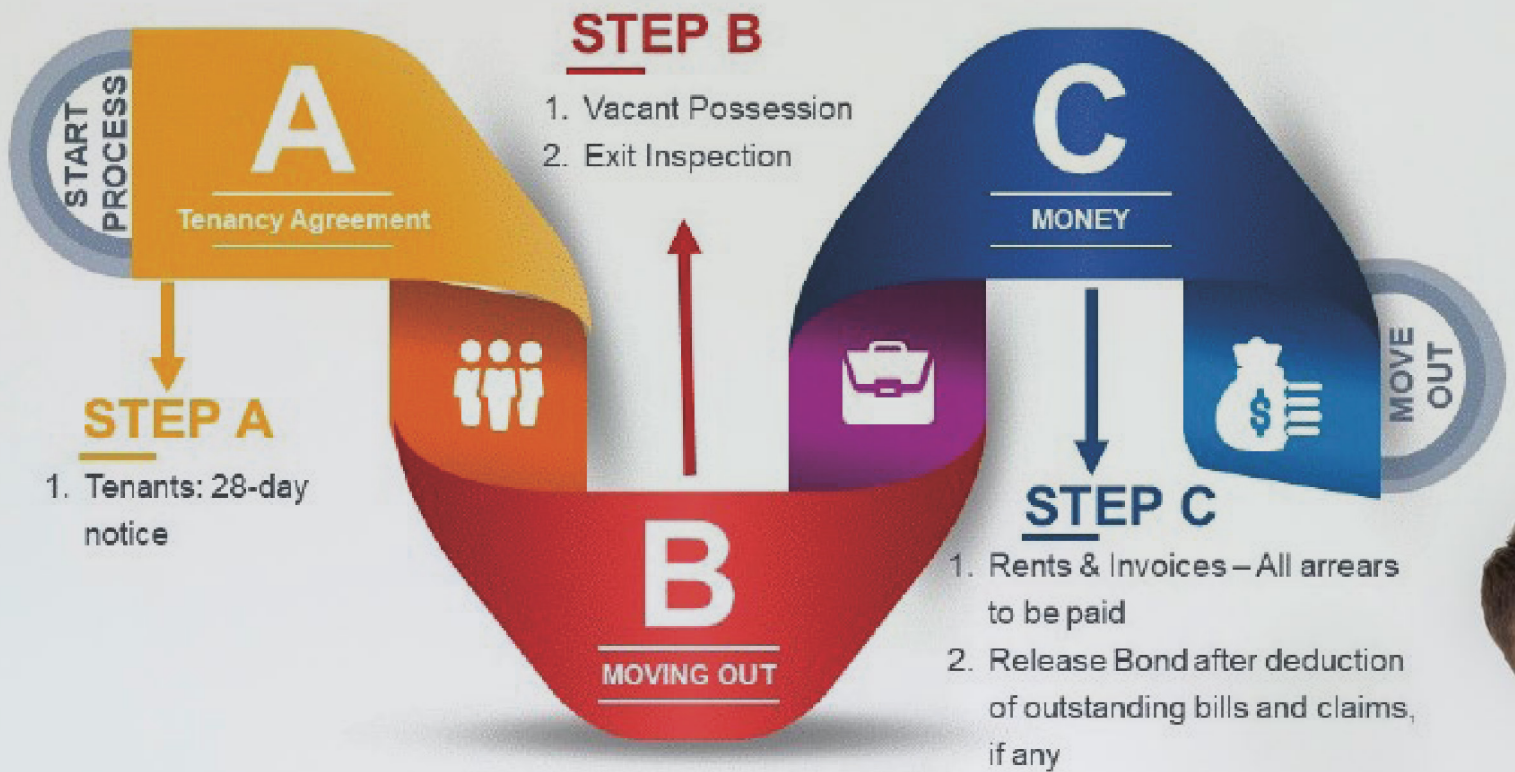 START
PROCESS
A
Tenancy Agreement
STEP A
1. Tenants: 28-day
notice
STEP B
1. Vacant Possession
2. Exit Inspection
B
MOVING OUT
C
MONEY
STEP C
1. Rents & Invoices – All arrears
to be paid
2. Release Bond after deduction
of outstanding bills and claims,
if any
$
MOVE
OUT